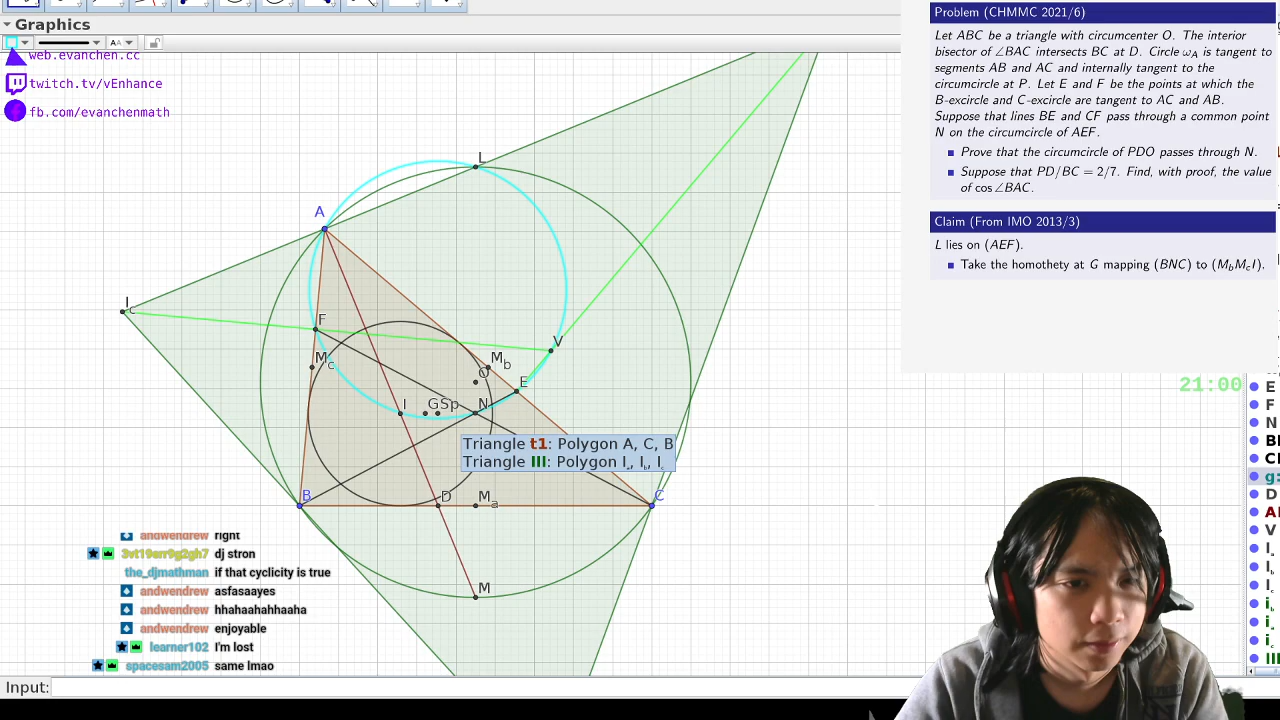 Graphics
web.evanchen.cc
twitch.tv/vEnhance
fb.com/evanchenmath
Problem (CHMMC 2021/6)
Let ABC be a triangle with circumcenter O. The interior
bisector of ∠BAC intersects BC at D. Circle ω_A is tangent to
segments AB and AC and internally tangent to the
circumcircle at P. Let E and F be the points at which the
B-excircle and C-excircle are tangent to AC and AB.
Suppose that lines BE and CF pass through a common point
N on the circumcircle of AEF.
Prove that the circumcircle of PDO passes through N.
Suppose that PD/BC = 2/7. Find, with proof, the value
of cos ∠BAC.
Claim (From IMO 2013/3)
L lies on (AEF).
Take the homothety at G mapping (BNC) to (M_bM_cI).
L
A
I_c
F
V
M_c
M_b
O
E
I
G
Sp
N
Triangle t1: Polygon A, C, B
Triangle III: Polygon I_a, I_b, I_c
B
D
M_a
C
M
21:00
E
F
N
D
V
andwendrew right
3vt19arr9g2gh7 dj stron
the_djmathman if that cyclicity is true
andwendrew asfasaayes
andwendrew hhahaahahhaaha
andwendrew enjoyable
learner102 I'm lost
spacesam2005 same lmao
Input: